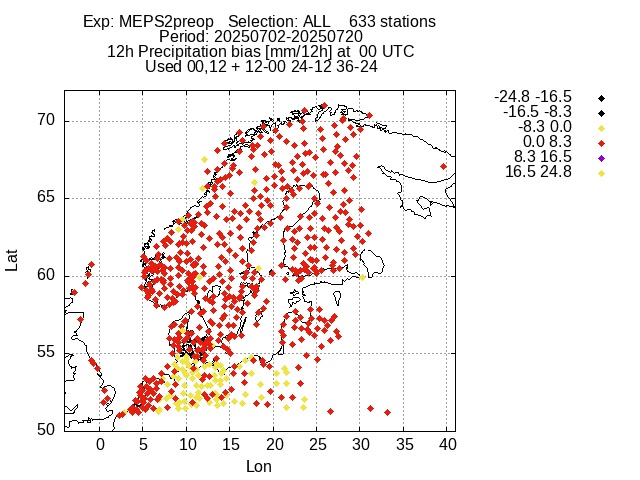 Exp: MEPS2preop Selection: ALL 633 stations
Period: 20250702-20250720
12h Precipitation bias [mm/12h] at 00 UTC
Used 00,12 + 12-00 24-12 36-24
-24.8 -16.5
-16.5 -8.3
-8.3 0.0
0.0 8.3
8.3 16.5
16.5 24.8
70
65
60
55
50
Lat
0 5 10 15 20 25 30 35 40
Lon